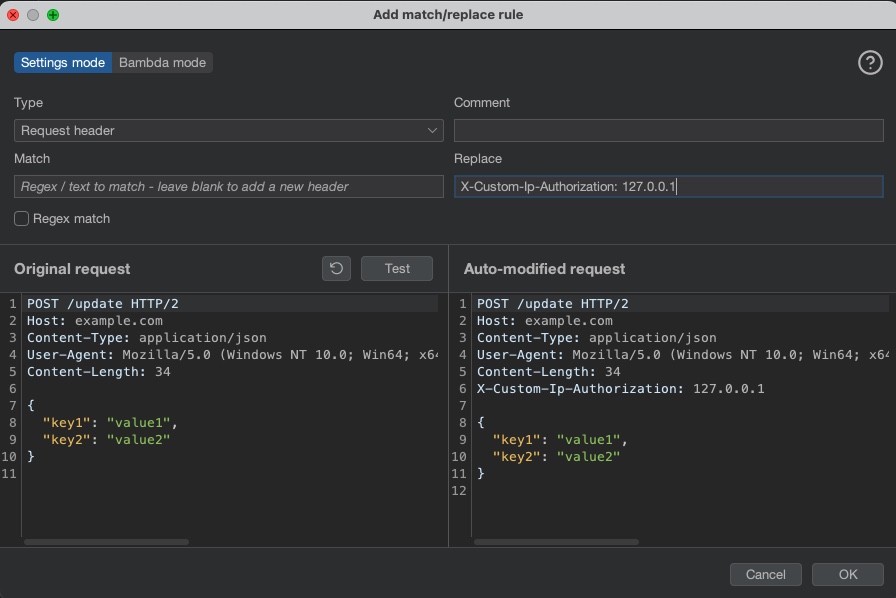 Add match/replace rule
Settings mode Bambda mode
?
Type Comment
Request header
Match Replace
Regex / text to match - leave blank to add a new header X-Custom-Ip-Authorization: 127.0.0.1
Regex match
Original request Test Auto-modified request
1 POST /update HTTP/2
2 Host: example.com
3 Content-Type: application/json
4 User-Agent: Mozilla/5.0 (Windows NT 10.0; Win64; x64
5 Content-Length: 34
6
7 {
8 "key1": "value1",
9 "key2": "value2"
10 }
11
1 POST /update HTTP/2
2 Host: example.com
3 Content-Type: application/json
4 User-Agent: Mozilla/5.0 (Windows NT 10.0; Win64; x64
5 Content-Length: 34
6 X-Custom-Ip-Authorization: 127.0.0.1
7
8 {
9 "key1": "value1",
10 "key2": "value2"
11 }
12
Cancel OK